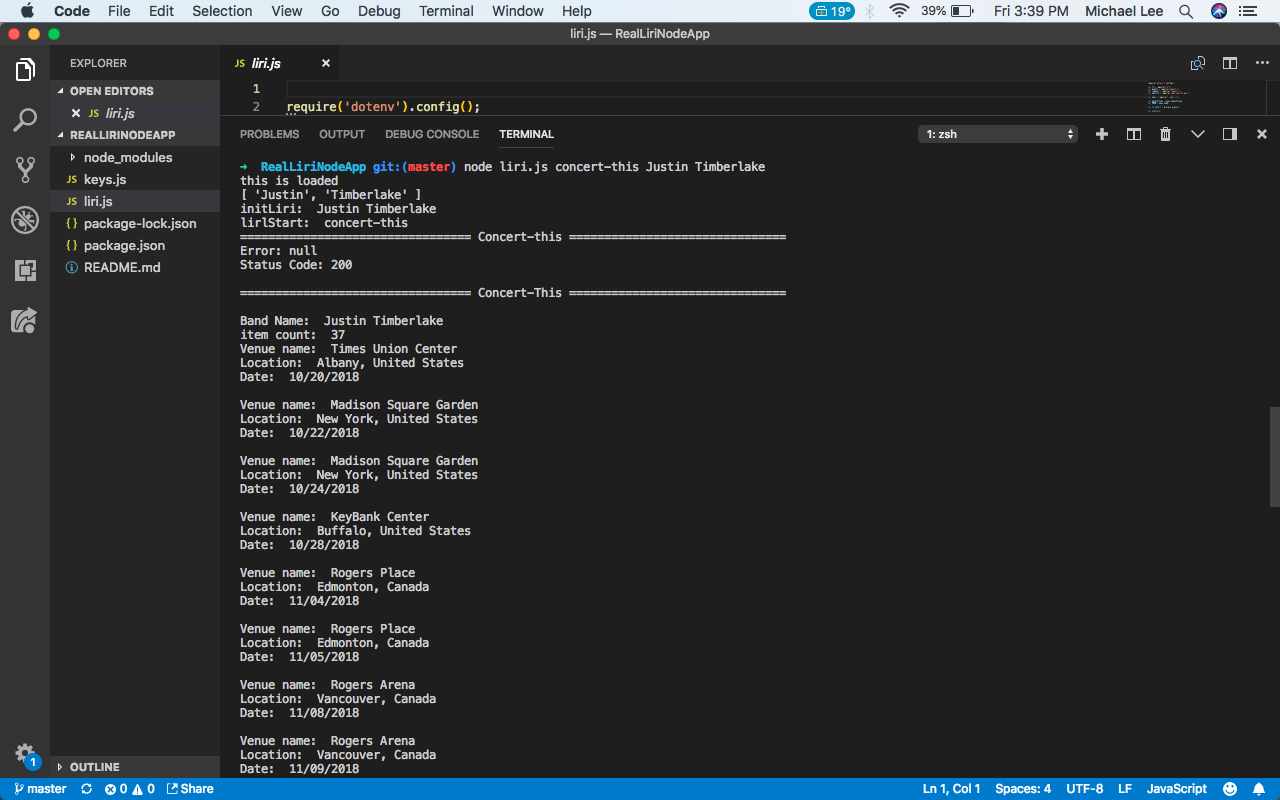 Code File Edit Selection View Go Debug Terminal Window Help 19° 39% Fri 3:39 PM Michael Lee
liri.js — RealLiriNodeApp
EXPLORER
OPEN EDITORS
JS liri.js
REALLIRINODEAPP
node_modules
JS keys.js
JS liri.js
{} package-lock.json
{} package.json
README.md
OUTLINE
JS liri.js
1
2 require('dotenv').config();
PROBLEMS OUTPUT DEBUG CONSOLE TERMINAL 1: zsh
➜ RealLiriNodeApp git:(master) node liri.js concert-this Justin Timberlake
this is loaded
[ 'Justin', 'Timberlake' ]
initLiri: Justin Timberlake
lirlStart: concert-this
================================= Concert-this ===============================
Error: null
Status Code: 200
================================= Concert-This ===============================
Band Name: Justin Timberlake
item count: 37
Venue name: Times Union Center
Location: Albany, United States
Date: 10/20/2018
Venue name: Madison Square Garden
Location: New York, United States
Date: 10/22/2018
Venue name: Madison Square Garden
Location: New York, United States
Date: 10/24/2018
Venue name: KeyBank Center
Location: Buffalo, United States
Date: 10/28/2018
Venue name: Rogers Place
Location: Edmonton, Canada
Date: 11/04/2018
Venue name: Rogers Place
Location: Edmonton, Canada
Date: 11/05/2018
Venue name: Rogers Arena
Location: Vancouver, Canada
Date: 11/08/2018
Venue name: Rogers Arena
Location: Vancouver, Canada
Date: 11/09/2018
1
master 0 0 Share Ln 1, Col 1 Spaces: 4 UTF-8 LF JavaScript